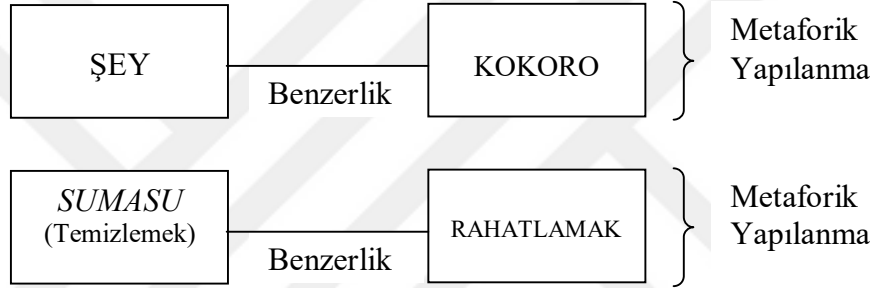 ŞEY
Benzerlik
KOKORO
Metaforik
Yapılanma
SUMASU
(Temizlemek)
Benzerlik
RAHATLAMAK
Metaforik
Yapılanma